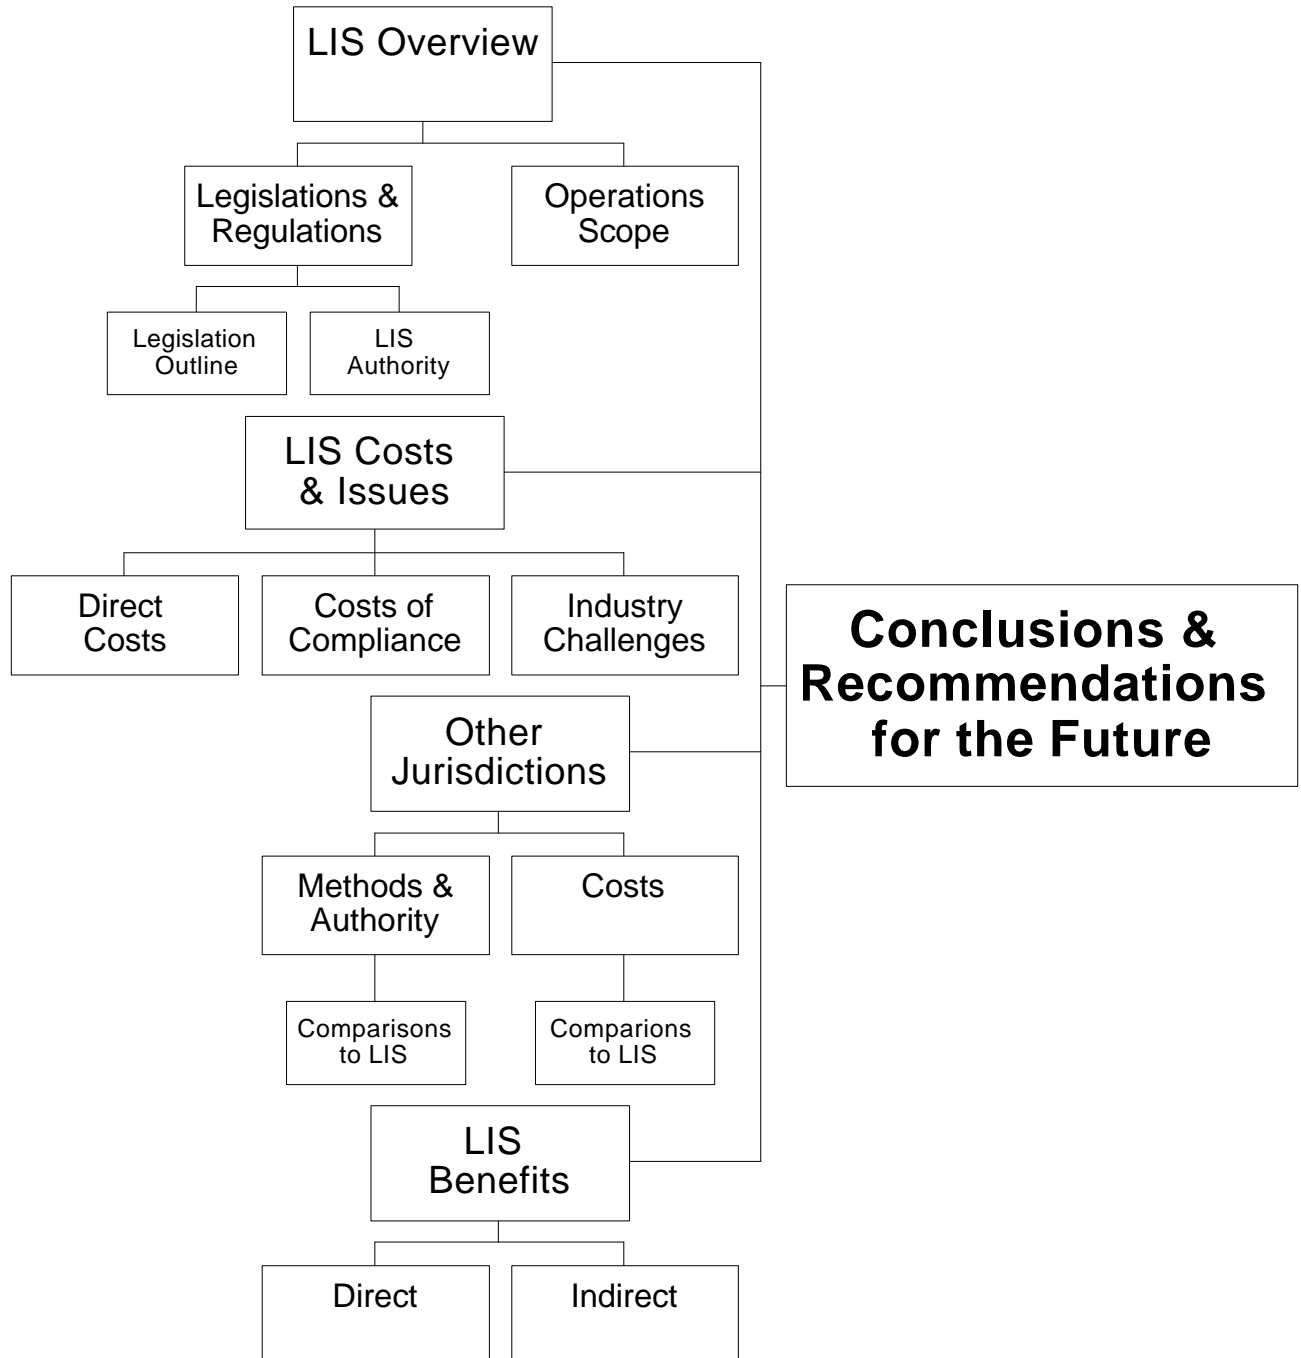 LIS Overview
Legislations &
Regulations
Operations
Scope
Legislation
Outline
LIS
Authority
LIS Costs
& Issues
Direct
Costs
Costs of
Compliance
Industry
Challenges
Conclusions &
Recommendations
for the Future
Other
Jurisdictions
Methods &
Authority
Costs
Comparisons
to LIS
Comparions
to LIS
LIS
Benefits
Direct
Indirect